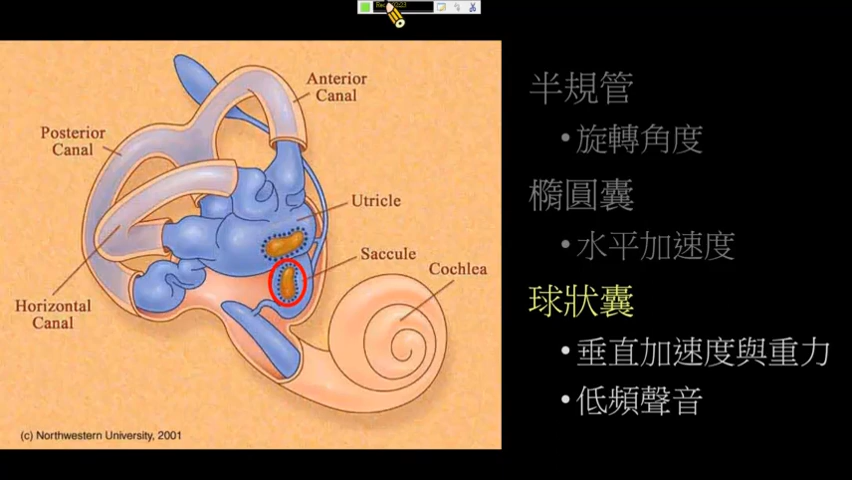 Anterior
Canal
Posterior
Canal
Utricle
Saccule
Cochlea
Horizontal
Canal
(c) Northwestern University, 2001
半規管
•旋轉角度
橢圓囊
•水平加速度
球狀囊
•垂直加速度與重力
•低頻聲音